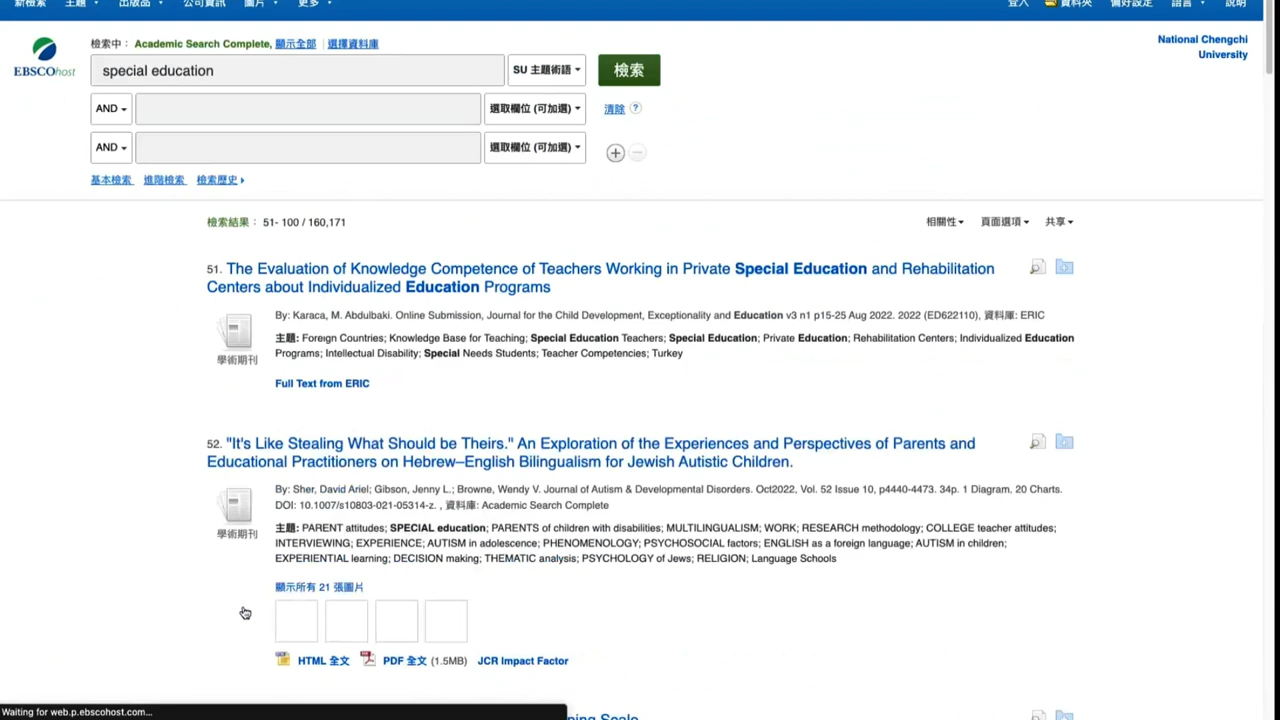 新檢索 主題 出版品 公司資訊 圖片 更多 登入 資料夾 偏好設定 語言 說明
檢索中： Academic Search Complete, 顯示全部 選擇資料庫
National Chengchi
University
EBSCOhost
special education SU 主題術語 檢索
AND 選取欄位 (可加選) 清除 ?
AND 選取欄位 (可加選)
基本檢索 進階檢索 檢索歷史
檢索結果： 51- 100 / 160,171 相關性 頁面選項 共享
51. The Evaluation of Knowledge Competence of Teachers Working in Private Special Education and Rehabilitation
Centers about Individualized Education Programs
By: Karaca, M. Abdulbaki. Online Submission, Journal for the Child Development, Exceptionality and Education v3 n1 p15-25 Aug 2022. 2022 (ED622110), 資料庫: ERIC
主題: Foreign Countries; Knowledge Base for Teaching; Special Education Teachers; Special Education; Private Education; Rehabilitation Centers; Individualized Education
Programs; Intellectual Disability; Special Needs Students; Teacher Competencies; Turkey
學術期刊
Full Text from ERIC
52. "It's Like Stealing What Should be Theirs." An Exploration of the Experiences and Perspectives of Parents and
Educational Practitioners on Hebrew–English Bilingualism for Jewish Autistic Children.
By: Sher, David Ariel; Gibson, Jenny L.; Browne, Wendy V. Journal of Autism & Developmental Disorders. Oct2022, Vol. 52 Issue 10, p4440-4473. 34p. 1 Diagram. 20 Charts.
DOI: 10.1007/s10803-021-05314-z. , 資料庫: Academic Search Complete
主題: PARENT attitudes; SPECIAL education; PARENTS of children with disabilities; MULTILINGUALISM; WORK; RESEARCH methodology; COLLEGE teacher attitudes;
INTERVIEWING; EXPERIENCE; AUTISM in adolescence; PHENOMENOLOGY; PSYCHOSOCIAL factors; ENGLISH as a foreign language; AUTISM in children;
EXPERIENTIAL learning; DECISION making; THEMATIC analysis; PSYCHOLOGY of Jews; RELIGION; Language Schools
學術期刊
顯示所有 21 張圖片
HTML 全文 PDF 全文 (1.5MB) JCR Impact Factor
Waiting for web.p.ebscohost.com...
Scale